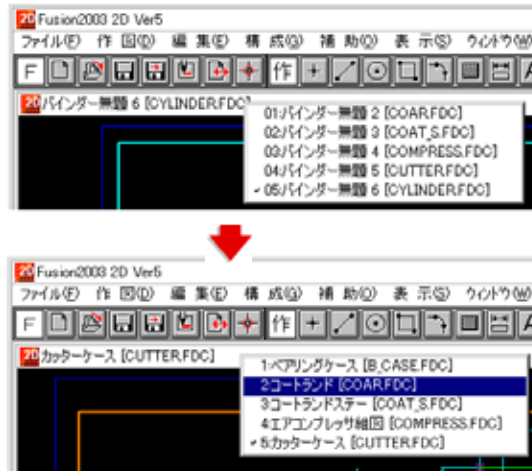 2D Fusion2003 2D Ver5
ファイル(F) 作 図(D) 編 集(E) 構 成(G) 補 助(Q) 表 示(S) ウィンドウ(W)
F 作
2D バインダー無題 6 [CYLINDER.FDC]
01:バインダー無題 2 [COAR.FDC]
02:バインダー無題 3 [COAT_S.FDC]
03:バインダー無題 4 [COMPRESS.FDC]
04:バインダー無題 5 [CUTTER.FDC]
✓05:バインダー無題 6 [CYLINDER.FDC]
2D Fusion2003 2D Ver5
ファイル(F) 作 図(D) 編 集(E) 構 成(G) 補 助(Q) 表 示(S) ウィンドウ(W)
F 作
2D カッターケース [CUTTER.FDC]
1:ベアリングケース [B_CASE.FDC]
2:コートランド [COAR.FDC]
3:コートランドステー [COAT_S.FDC]
4:エアコンプレッサ組図 [COMPRESS.FDC]
✓5:カッターケース [CUTTER.FDC]